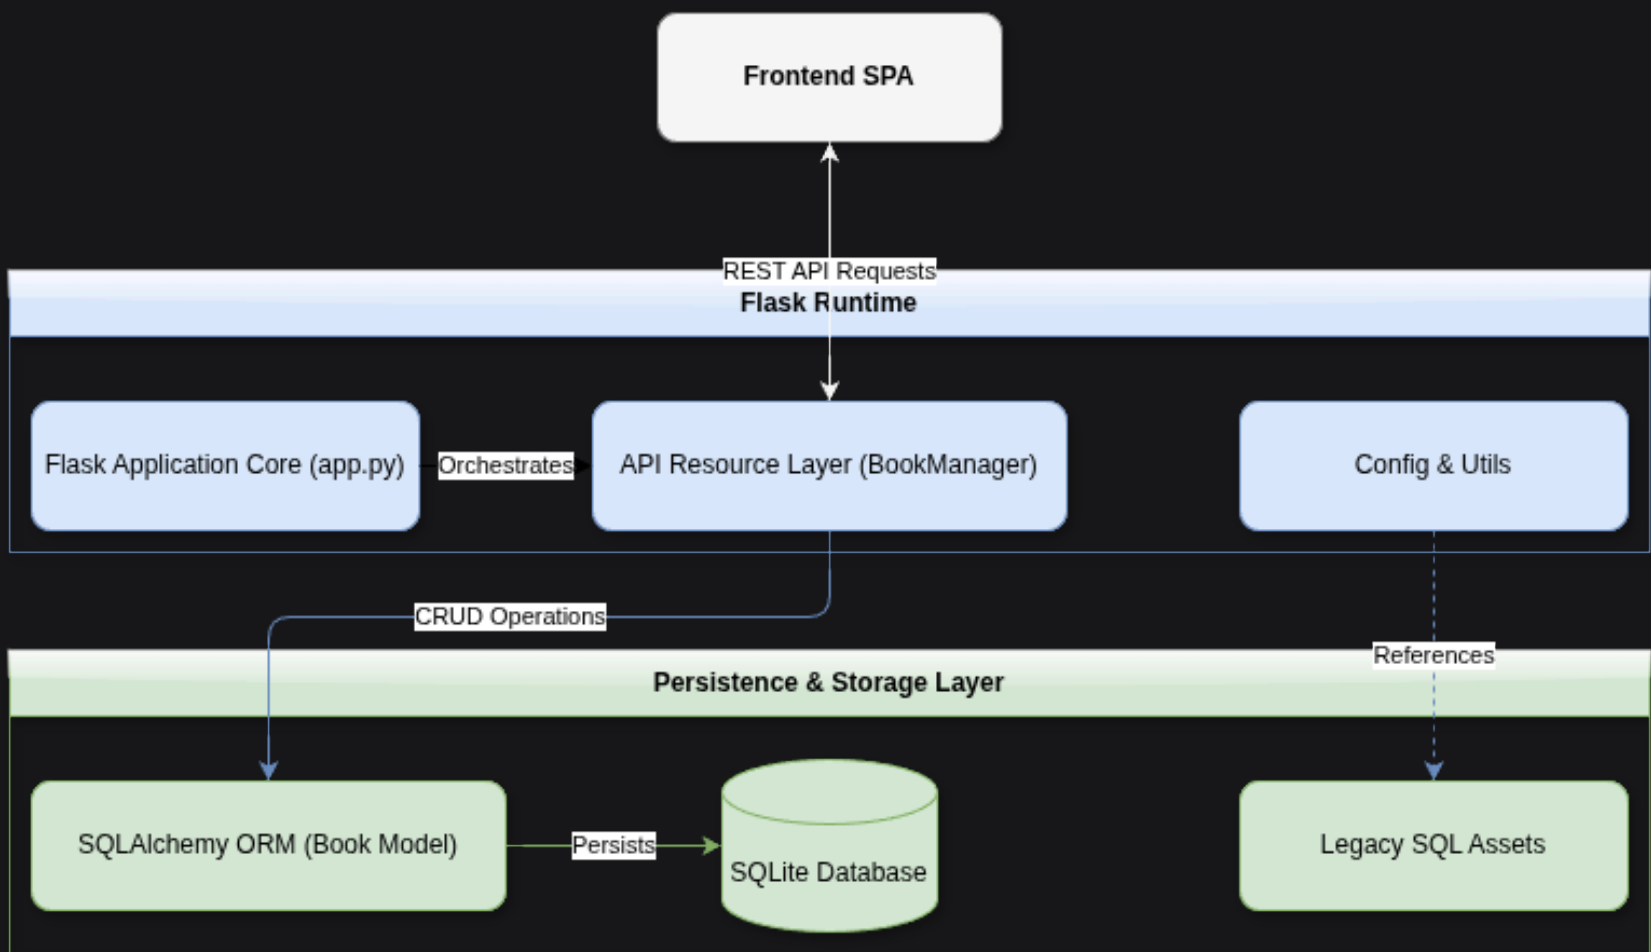 Frontend SPA
REST API Requests
Flask Runtime
Flask Application Core (app.py)
Orchestrates
API Resource Layer (BookManager)
Config & Utils
CRUD Operations
References
Persistence & Storage Layer
SQLAlchemy ORM (Book Model)
Persists
SQLite Database
Legacy SQL Assets